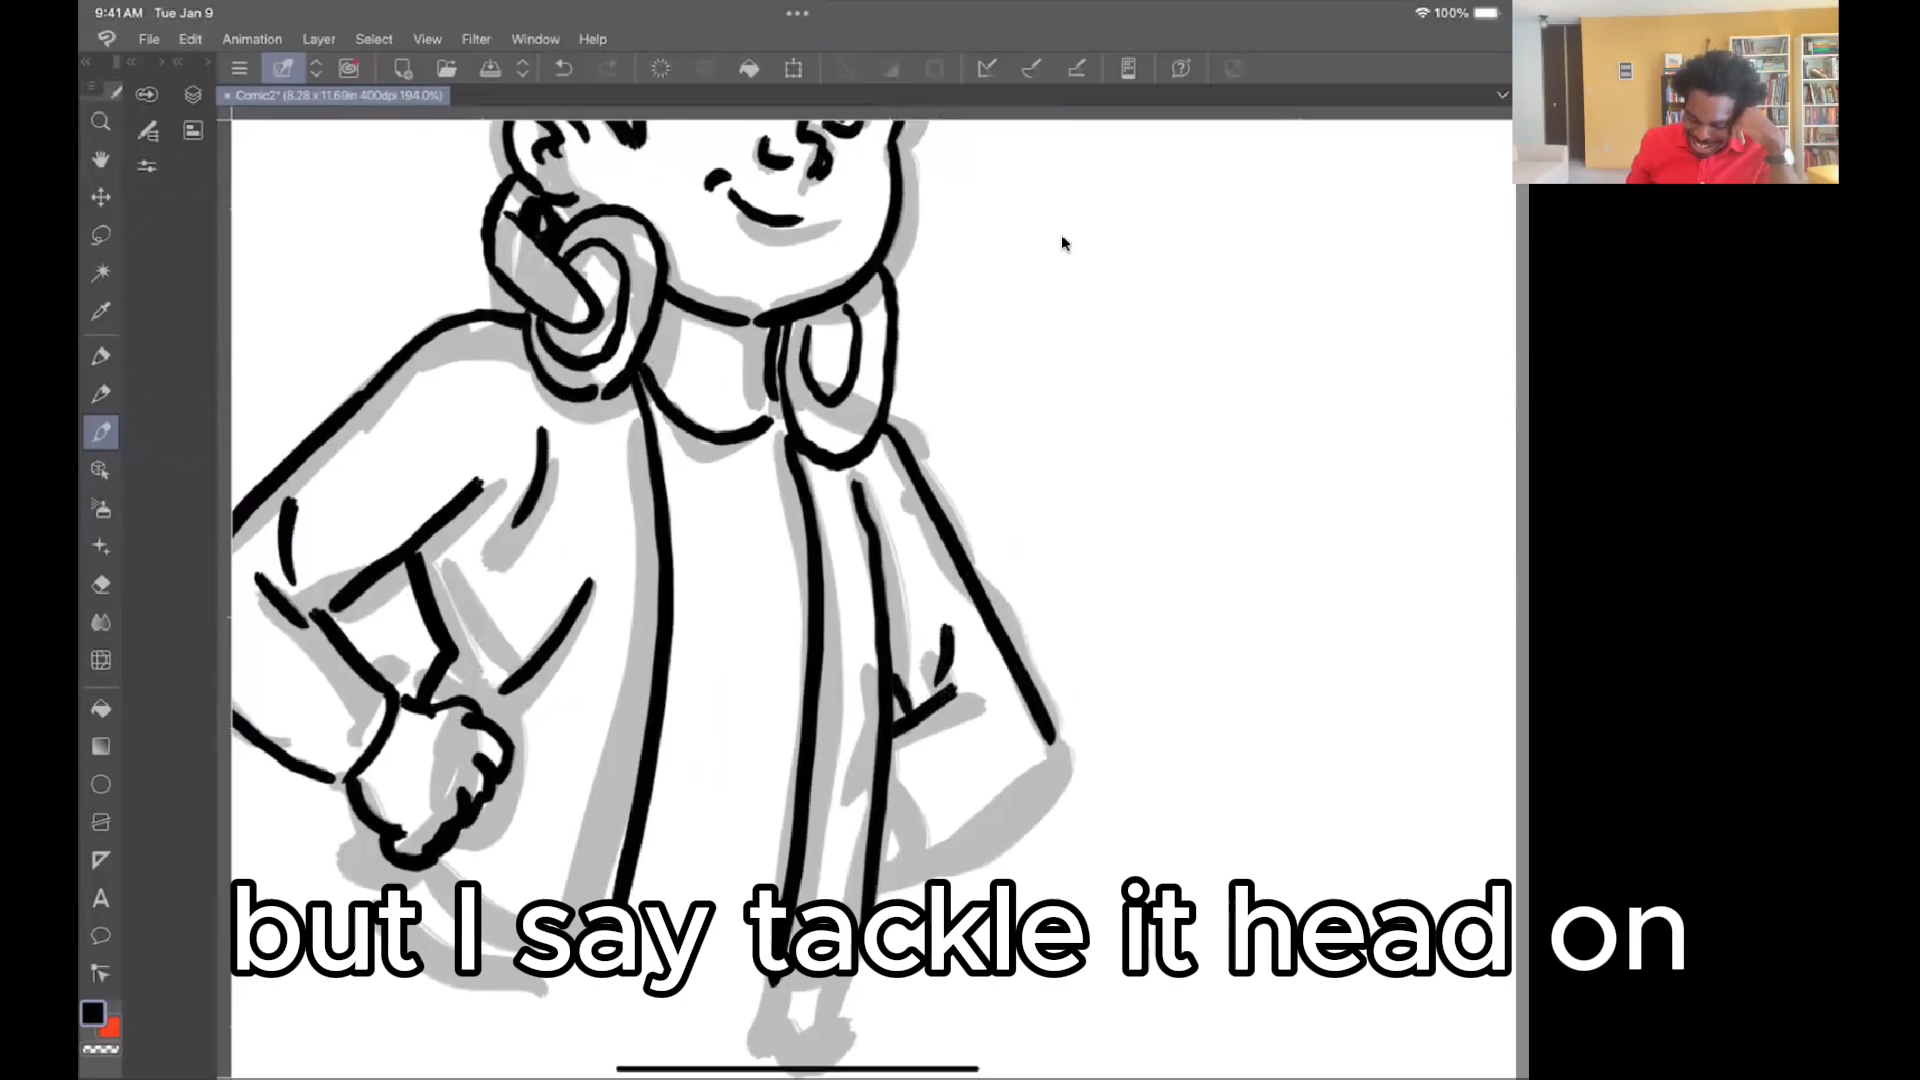 9:41 AM Tue Jan 9
100%
File Edit Animation Layer Select View Filter Window Help
Comic2* (8.28 x 11.69in 400dpi 194.0%)
but I say tackle it head on